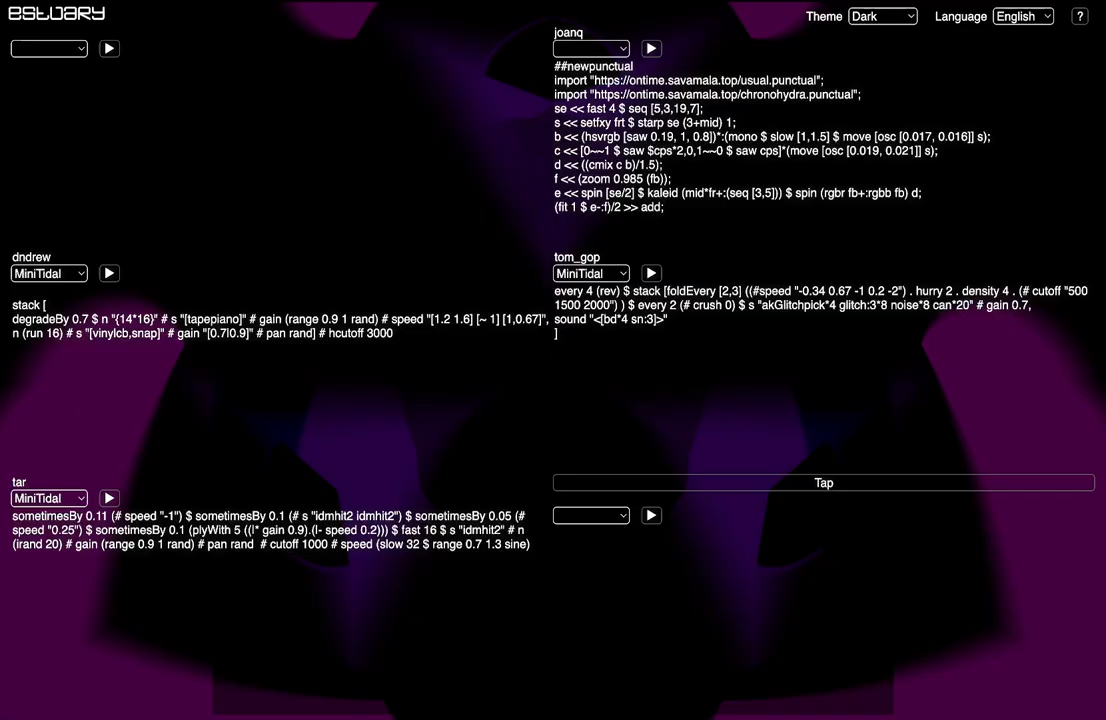 estuary
Theme Dark Language English ?
joanq
##newpunctual
import "https://ontime.savamala.top/usual.punctual";
import "https://ontime.savamala.top/chronohydra.punctual";
se << fast 4 $ seq [5,3,19,7];
s << setfxy frt $ starp se (3+mid) 1;
b << (hsvrgb [saw 0.19, 1, 0.8])*:(mono $ slow [1,1.5] $ move [osc [0.017, 0.016]] s);
c << [0~~1 $ saw $cps*2,0,1~~0 $ saw cps]*(move [osc [0.019, 0.021]] s);
d << ((cmix c b)/1.5);
f << (zoom 0.985 (fb));
e << spin [se/2] $ kaleid (mid*fr+:(seq [3,5])) $ spin (rgbr fb+:rgbb fb) d;
(fit 1 $ e-:f)/2 >> add;
dndrew
MiniTidal
stack [
degradeBy 0.7 $ n "{14*16}" # s "[tapepiano]" # gain (range 0.9 1 rand) # speed "[1.2 1.6] [~ 1] [1,0.67]",
n (run 16) # s "[vinylcb,snap]" # gain "[0.7|0.9]" # pan rand] # hcutoff 3000
tom_gop
MiniTidal
every 4 (rev) $ stack [foldEvery [2,3] ((#speed "-0.34 0.67 -1 0.2 -2") . hurry 2 . density 4 . (# cutoff "500
1500 2000") ) $ every 2 (# crush 0) $ s "akGlitchpick*4 glitch:3*8 noise*8 can*20" # gain 0.7,
sound "<[bd*4 sn:3]>"
]
tar
MiniTidal
sometimesBy 0.11 (# speed "-1") $ sometimesBy 0.1 (# s "idmhit2 idmhit2") $ sometimesBy 0.05 (#
speed "0.25") $ sometimesBy 0.1 (plyWith 5 ((|* gain 0.9).(|- speed 0.2))) $ fast 16 $ s "idmhit2" # n
(irand 20) # gain (range 0.9 1 rand) # pan rand  # cutoff 1000 # speed (slow 32 $ range 0.7 1.3 sine)
Tap